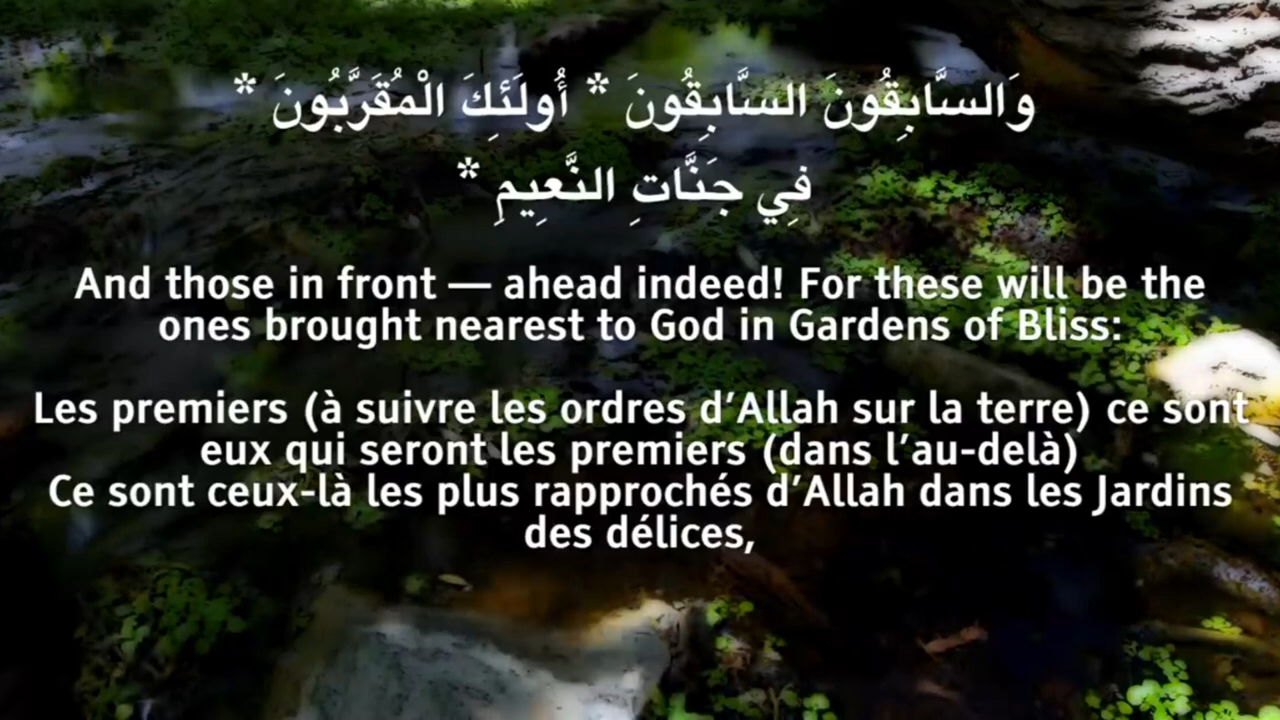 وَالسَّابِقُونَ السَّابِقُونَ * أُولَئِكَ الْمُقَرَّبُونَ *
فِي جَنَّاتِ النَّعِيمِ *
And those in front — ahead indeed! For these will be the
ones brought nearest to God in Gardens of Bliss:
Les premiers (à suivre les ordres d’Allah sur la terre) ce sont
eux qui seront les premiers (dans l’au-delà)
Ce sont ceux-là les plus rapprochés d’Allah dans les Jardins
des délices,